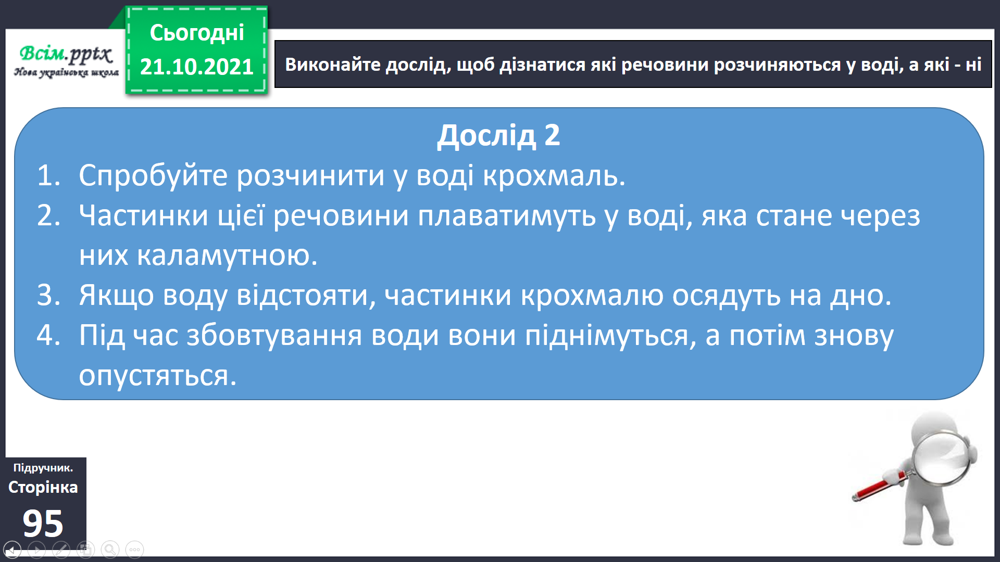 Всім.pptx
Нова українська школа
Сьогодні
21.10.2021
Виконайте дослід, щоб дізнатися які речовини розчиняються у воді, а які - ні
Дослід 2
1. Спробуйте розчинити у воді крохмаль.
2. Частинки цієї речовини плаватимуть у воді, яка стане через
них каламутною.
3. Якщо воду відстояти, частинки крохмалю осядуть на дно.
4. Під час збовтування води вони піднімуться, а потім знову
опустяться.
Підручник.
Сторінка
95